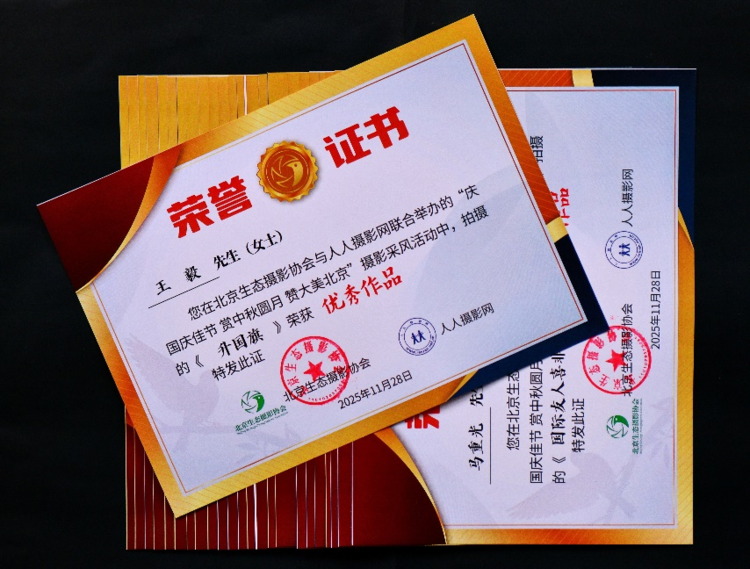 荣誉 证书
王 毅 先生（女士）
您在北京生态摄影协会与人人摄影网联合举办的“庆
国庆佳节 赏中秋圆月 赞大美北京”摄影采风活动中，拍摄
的《 升国旗 》荣获 优秀作品
特发此证
北京生态摄影协会
人人摄影网
2025年11月28日
北京生态摄影协会
荣
马重光 先
您在北京生态
拍摄
国庆佳节 赏中秋圆月
作品
的《 国际友人喜
特发此证
北京生态摄影协会
人人摄影网
2025年11月28日
北京生态摄影协会